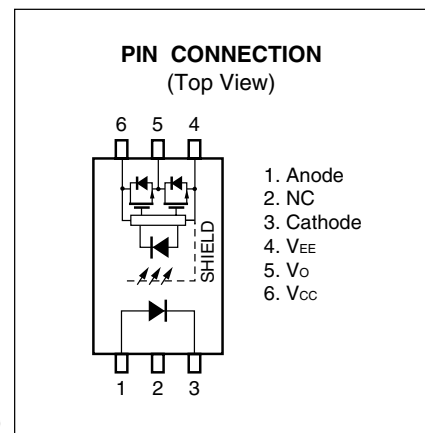 PIN CONNECTION
(Top View)
6 5 4
SHIELD
1 2 3
1. Anode
2. NC
3. Cathode
4. VEE
5. VO
6. VCC